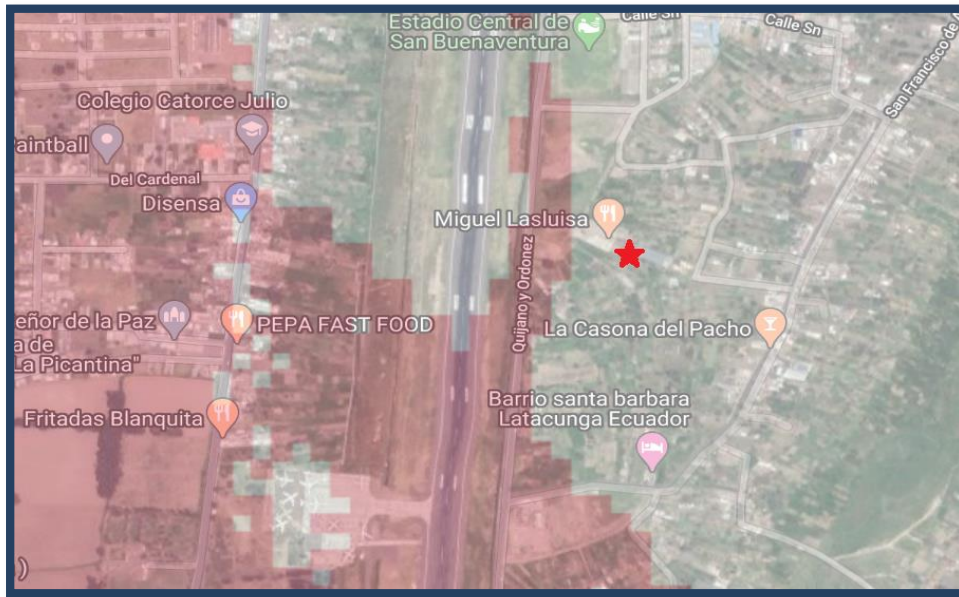 Estadio Central de
San Buenaventura
Calle Sn
Calle Sn
San Francisco de A
Colegio Catorce Julio
Paintball
Del Cardenal
Disensa
Miguel Lasluisa
Quijano y Ordonez
eñor de la Paz
a de
La Picantina"
PEPA FAST FOOD
La Casona del Pacho
Fritadas Blanquita
Barrio santa barbara
Latacunga Ecuador
)